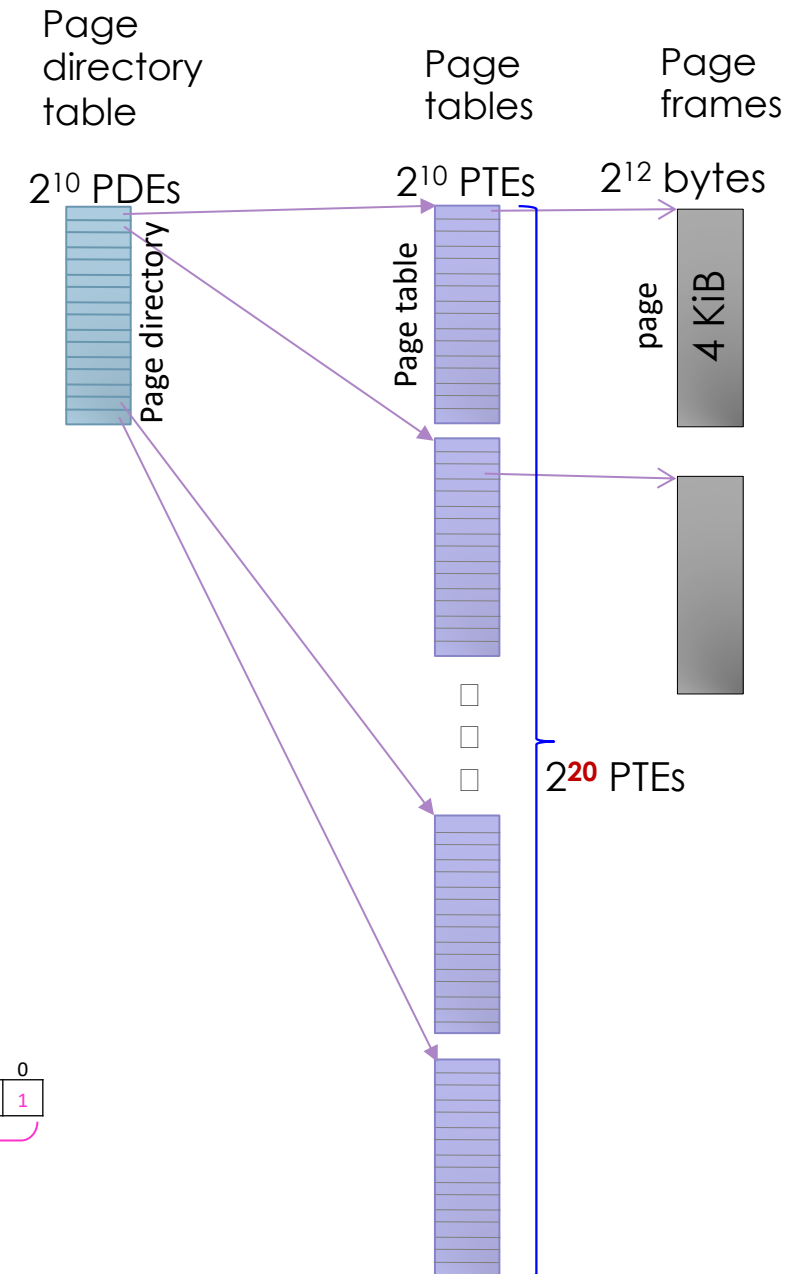 Page
directory
table
Page
tables
Page
frames
2¹⁰ PDEs
2¹⁰ PTEs
2¹² bytes
Page directory
Page table
page
4 KiB
2²⁰ PTEs
0
1